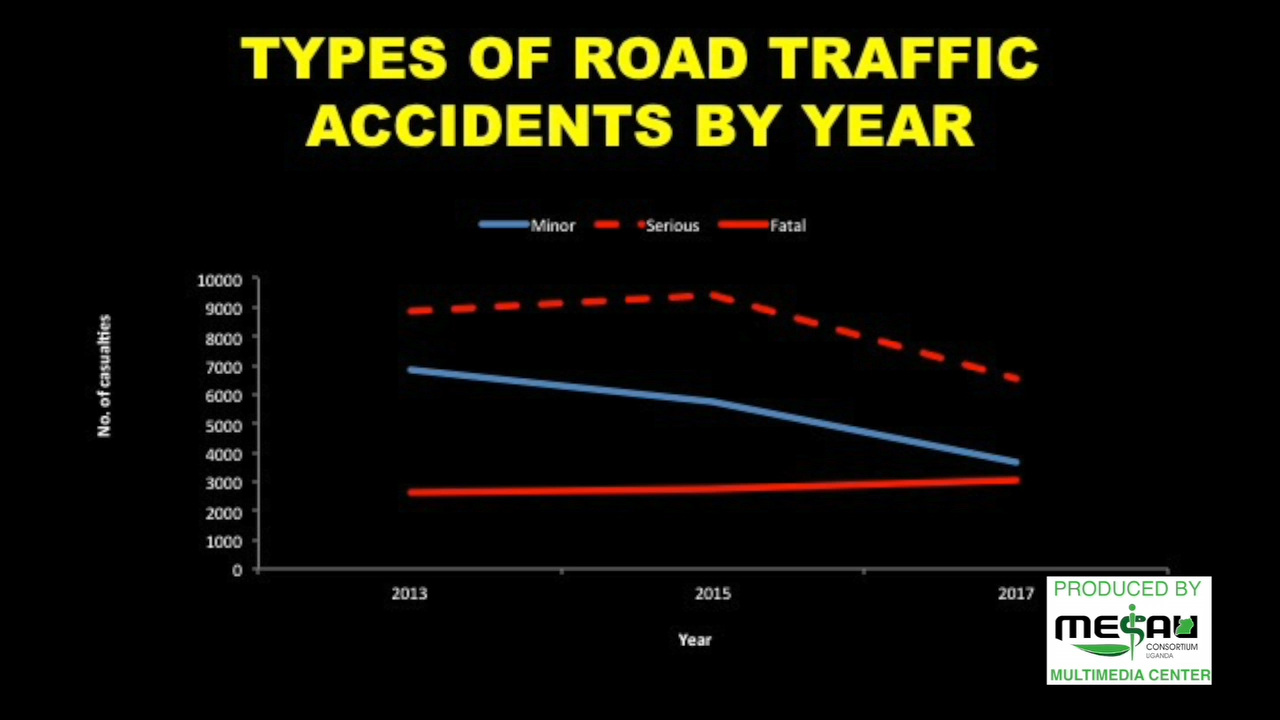 TYPES OF ROAD TRAFFIC
ACCIDENTS BY YEAR
Minor Serious Fatal
10000
9000
8000
7000
6000
5000
4000
3000
2000
1000
0
No. of casualties
2013 2015 2017
Year
PRODUCED BY
MESAU
CONSORTIUM
UGANDA
MULTIMEDIA CENTER